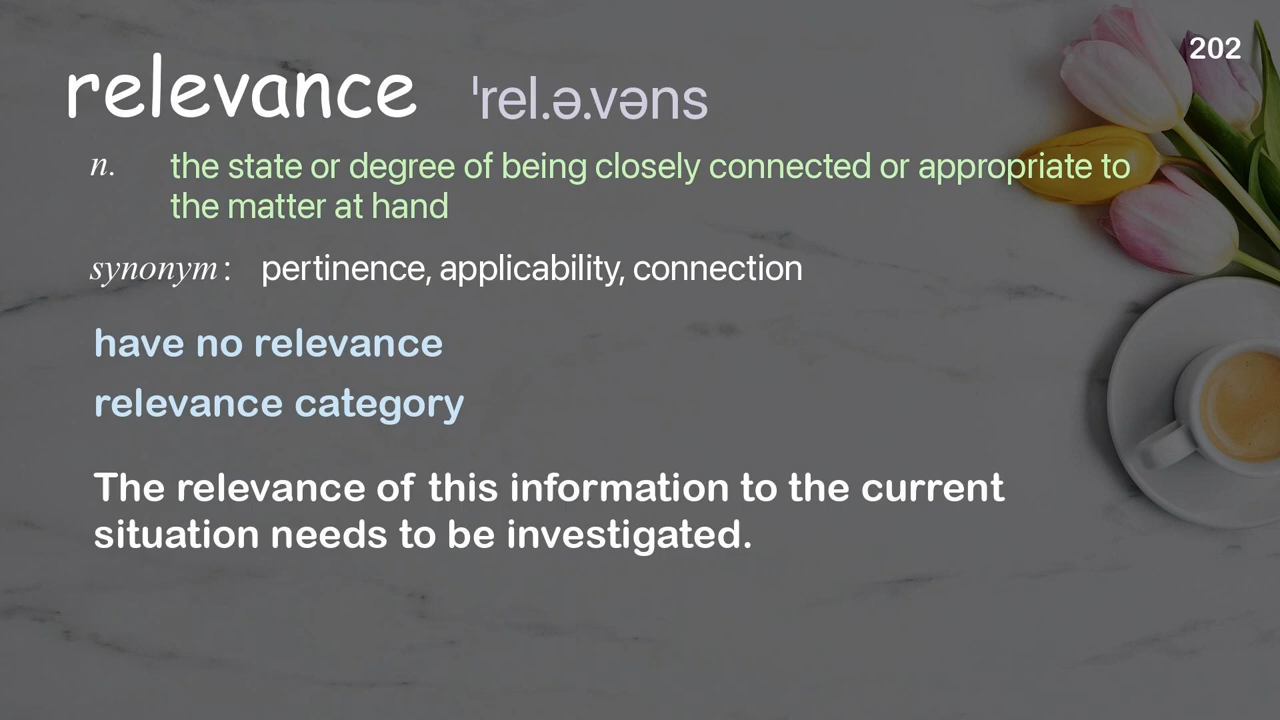 202
relevance ˈrel.ə.vəns
n. the state or degree of being closely connected or appropriate to
the matter at hand
synonym: pertinence, applicability, connection
have no relevance
relevance category
The relevance of this information to the current
situation needs to be investigated.